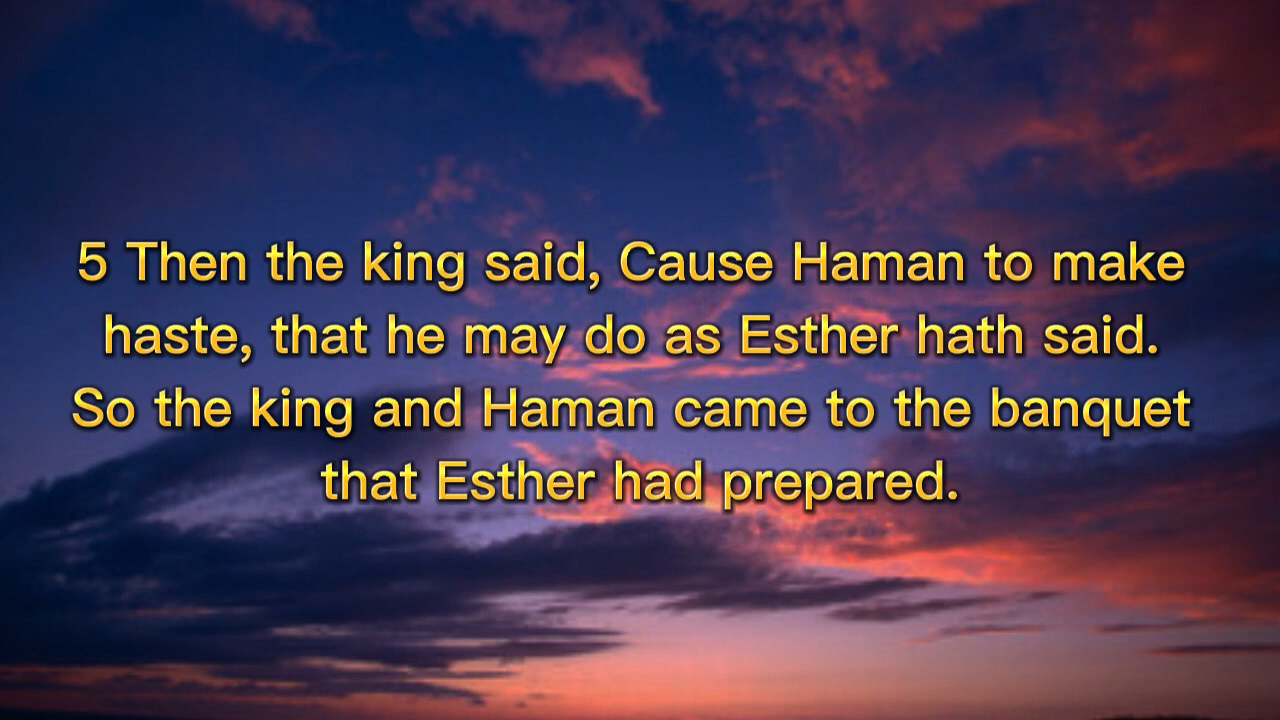 5 Then the king said, Cause Haman to make
haste, that he may do as Esther hath said.
So the king and Haman came to the banquet
that Esther had prepared.